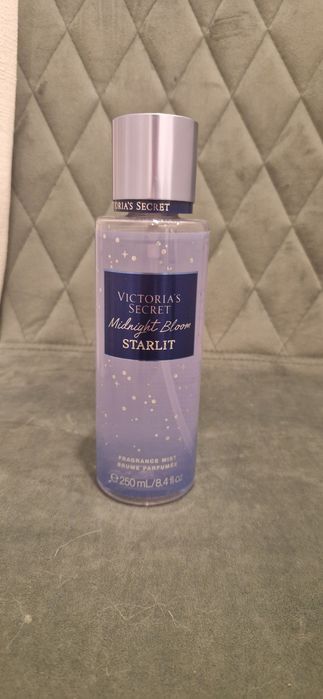 RIA'S SECRET
VICTORIA'S
SECRET
Midnight Bloom
STARLIT
FRAGRANCE MIST
BRUME PARFUMÉE
℮ 250 mL/8.4 fl oz